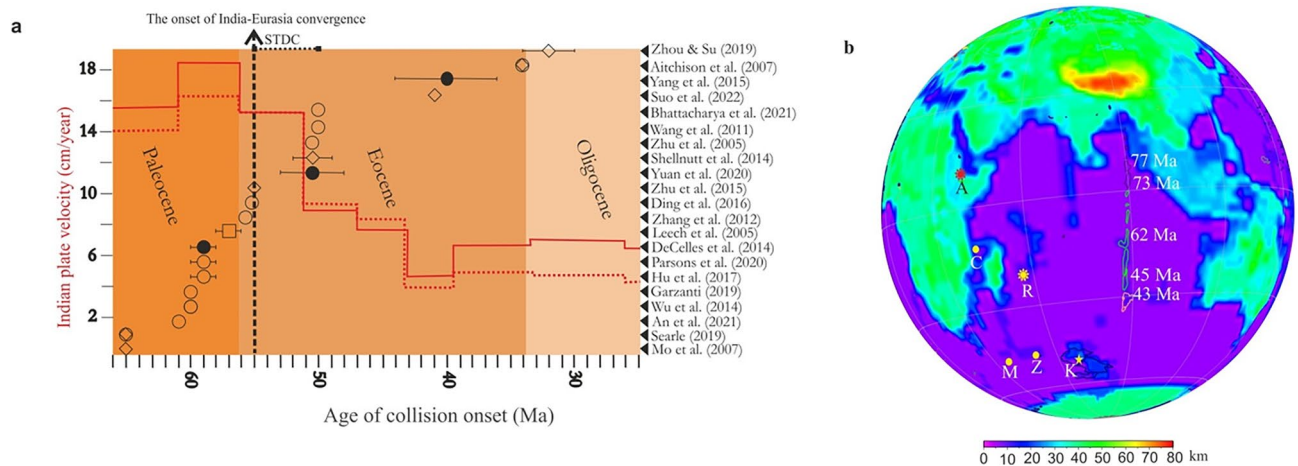 a
The onset of India-Eurasia convergence
STDC
18
14
10
6
2
Indian plate velocity (cm/year)
Paleocene
Eocene
Oligocene
Zhou & Su (2019)
Aitchison et al. (2007)
Yang et al. (2015)
Suo et al. (2022)
Bhattacharya et al. (2021)
Wang et al. (2011)
Zhu et al. (2005)
Shellnutt et al. (2014)
Yuan et al. (2020)
Zhu et al. (2015)
Ding et al. (2016)
Zhang et al. (2012)
Leech et al. (2005)
DeCelles et al. (2014)
Parsons et al. (2020)
Hu et al. (2017)
Garzanti (2019)
Wu et al. (2014)
An et al. (2021)
Searle (2019)
Mo et al. (2007)
60
50
40
30
Age of collision onset (Ma)
b
77 Ma
73 Ma
A
62 Ma
C
45 Ma
R
43 Ma
M
Z
K
0 10 20 30 40 50 60 70 80 km